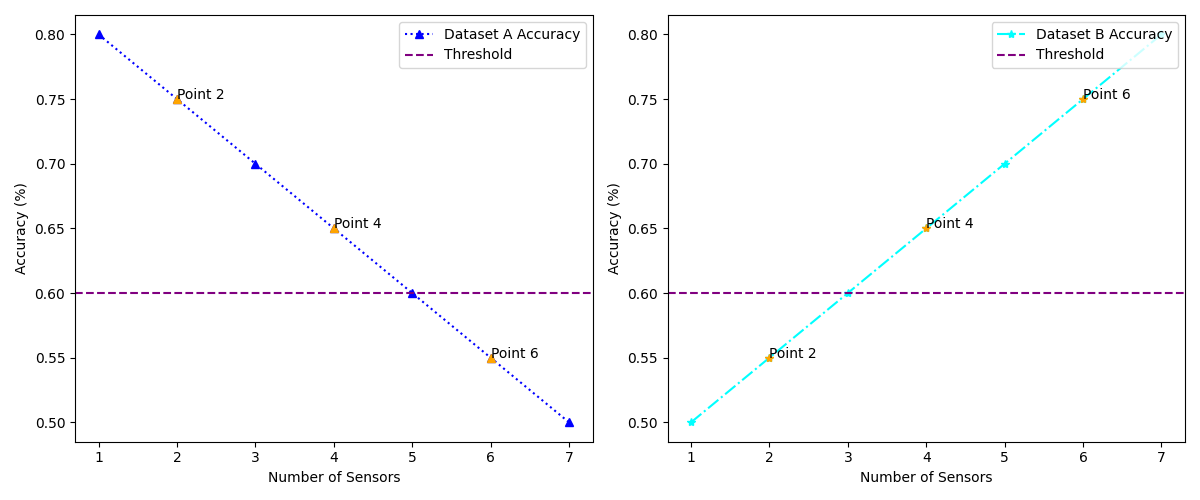 Dataset A Accuracy
Threshold
Point 2
Point 4
Point 6
0.80
0.75
0.70
0.65
0.60
0.55
0.50
Accuracy (%)
1 2 3 4 5 6 7
Number of Sensors
Dataset B Accuracy
Threshold
Point 6
Point 4
Point 2
0.80
0.75
0.70
0.65
0.60
0.55
0.50
Accuracy (%)
1 2 3 4 5 6 7
Number of Sensors